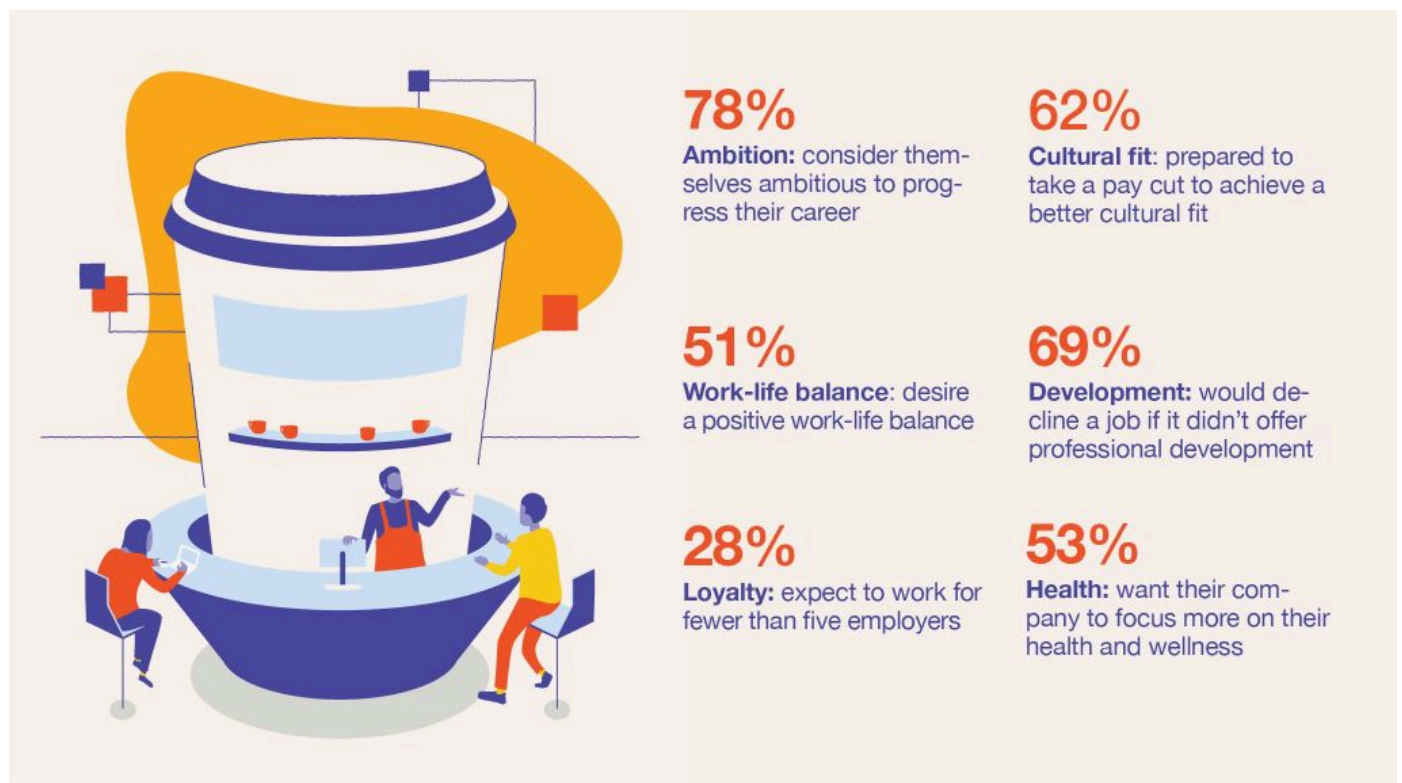 78%
Ambition: consider them-
selves ambitious to prog-
ress their career
62%
Cultural fit: prepared to
take a pay cut to achieve a
better cultural fit
51%
Work-life balance: desire
a positive work-life balance
69%
Development: would de-
cline a job if it didn’t offer
professional development
28%
Loyalty: expect to work for
fewer than five employers
53%
Health: want their com-
pany to focus more on their
health and wellness